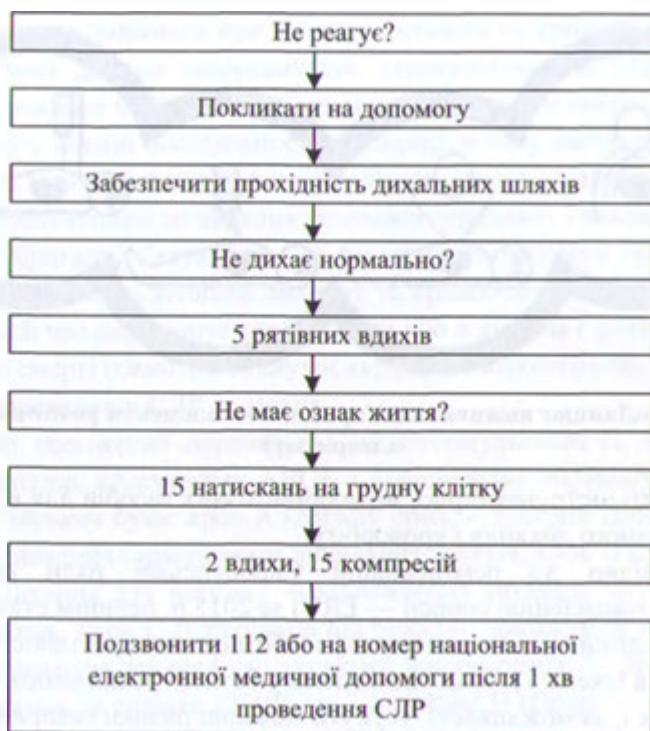 Не реагує?
Покликати на допомогу
Забезпечити прохідність дихальних шляхів
Не дихає нормально?
5 рятівних вдихів
Не має ознак життя?
15 натискань на грудну клітку
2 вдихи, 15 компресій
Подзвонити 112 або на номер національної
електронної медичної допомоги після 1 хв
проведення СЛР